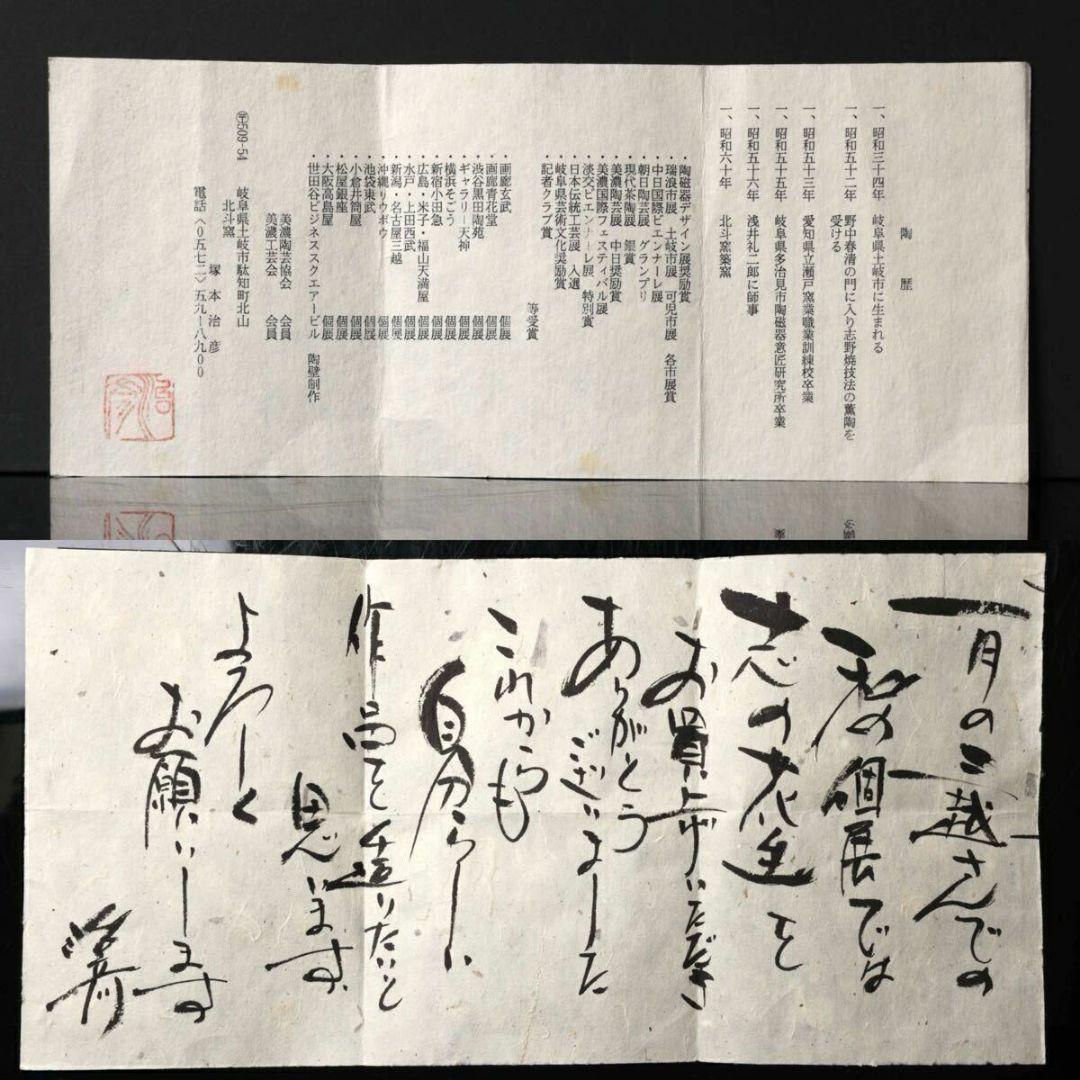 陶歴
一、昭和三十四年 岐阜県土岐市に生まれる
一、昭和五十二年 野中春清の門に入り志野焼技法の薫陶を
受ける
一、昭和五十三年 愛知県立瀬戸窯業職業訓練校卒業
一、昭和五十五年 岐阜県多治見市陶磁器意匠研究所卒業
一、昭和五十六年 浅井礼二郎に師事
一、昭和六十年 北斗窯築窯
・陶磁器デザイン展奨励賞
・瑞浪市展 土岐市展 可児市展 各市展賞
・中日国際ビエンナーレ展
・朝日陶芸展 グランプリ
・現代茶陶展 銀賞
・美濃陶芸展 中日奨励賞
・美濃国際フェスティバル展
・淡交ビエンナーレ展 特別賞
・日本伝統工芸展 入選
・岐阜県芸術文化奨励賞
・記者クラブ賞
等受賞
・画廊玄武 個展
・画廊青花堂 個展
・渋谷黒田陶苑 個展
・ギャラリー天神 個展
・横浜そごう 個展
・新宿小田急 個展
・広島・米子・福山天満屋 個展
・水戸・上田西武 個展
・新潟・名古屋三越 個展
・沖縄リウボウ 個展
・池袋東武 個展
・小倉井筒屋 個展
・松屋銀座 個展
・大阪高島屋 個展
・世田谷ビジネススクエアービル 陶壁制作
美濃陶芸協会 会員
美濃工芸会 会員
塚本治彦
北斗窯
〒509-54 岐阜県土岐市駄知町北山
電話〈〇五七二〉五九-八九〇〇
一月の三越さんでの
私の個展では
志の花生を
お買上げいただき
ありがとう
ございました
これからも
自分らしい
作品を造りたいと
思います
よろしく
お願いします
治彦